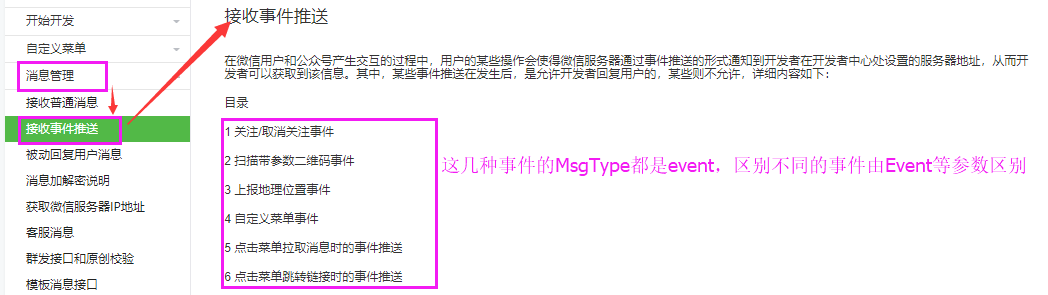 开始开发
自定义菜单
消息管理
接收普通消息
接收事件推送
被动回复用户消息
消息加解密说明
获取微信服务器IP地址
客服消息
群发接口和原创校验
模板消息接口
接收事件推送
在微信用户和公众号产生交互的过程中，用户的某些操作会使得微信服务器通过事件推送的形式通知到开发者在开发者中心处设置的服务器地址，从而开
发者可以获取到该信息。其中，某些事件推送在发生后，是允许开发者回复用户的，某些则不允许，详细内容如下：
目录
1 关注/取消关注事件
2 扫描带参数二维码事件
3 上报地理位置事件
4 自定义菜单事件
5 点击菜单拉取消息时的事件推送
6 点击菜单跳转链接时的事件推送
这几种事件的MsgType都是event，区别不同的事件由Event等参数区别